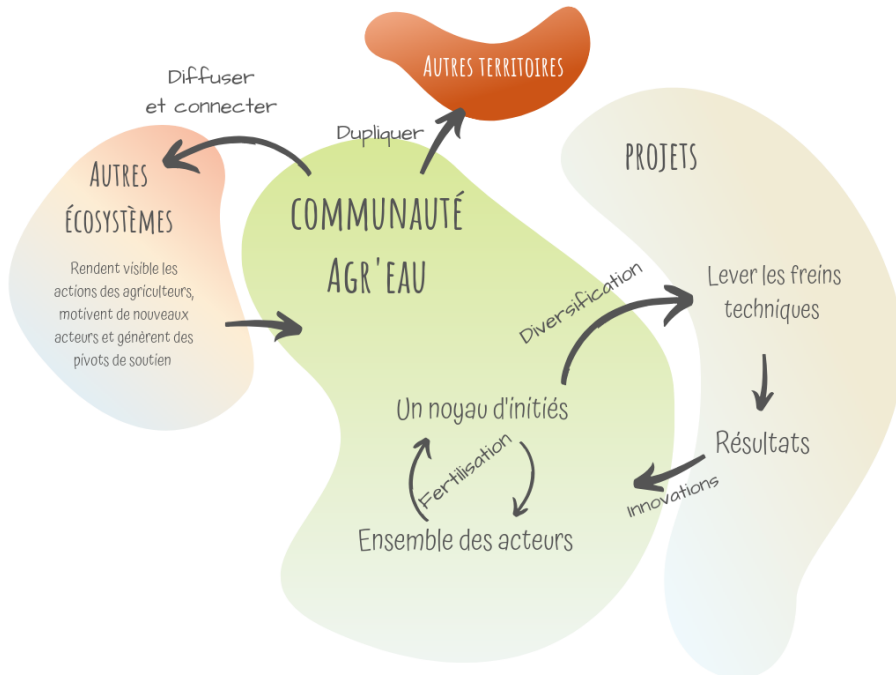 AUTRES TERRITOIRES
Diffuser
et connecter
Dupliquer
AUTRES
ÉCOSYSTÈMES
Rendent visible les
actions des agriculteurs,
motivent de nouveaux
acteurs et génèrent des
pivots de soutien
COMMUNAUTÉ
AGR'EAU
Un noyau d'initiés
Fertilisation
Ensemble des acteurs
Diversification
PROJETS
Lever les freins
techniques
Résultats
Innovations